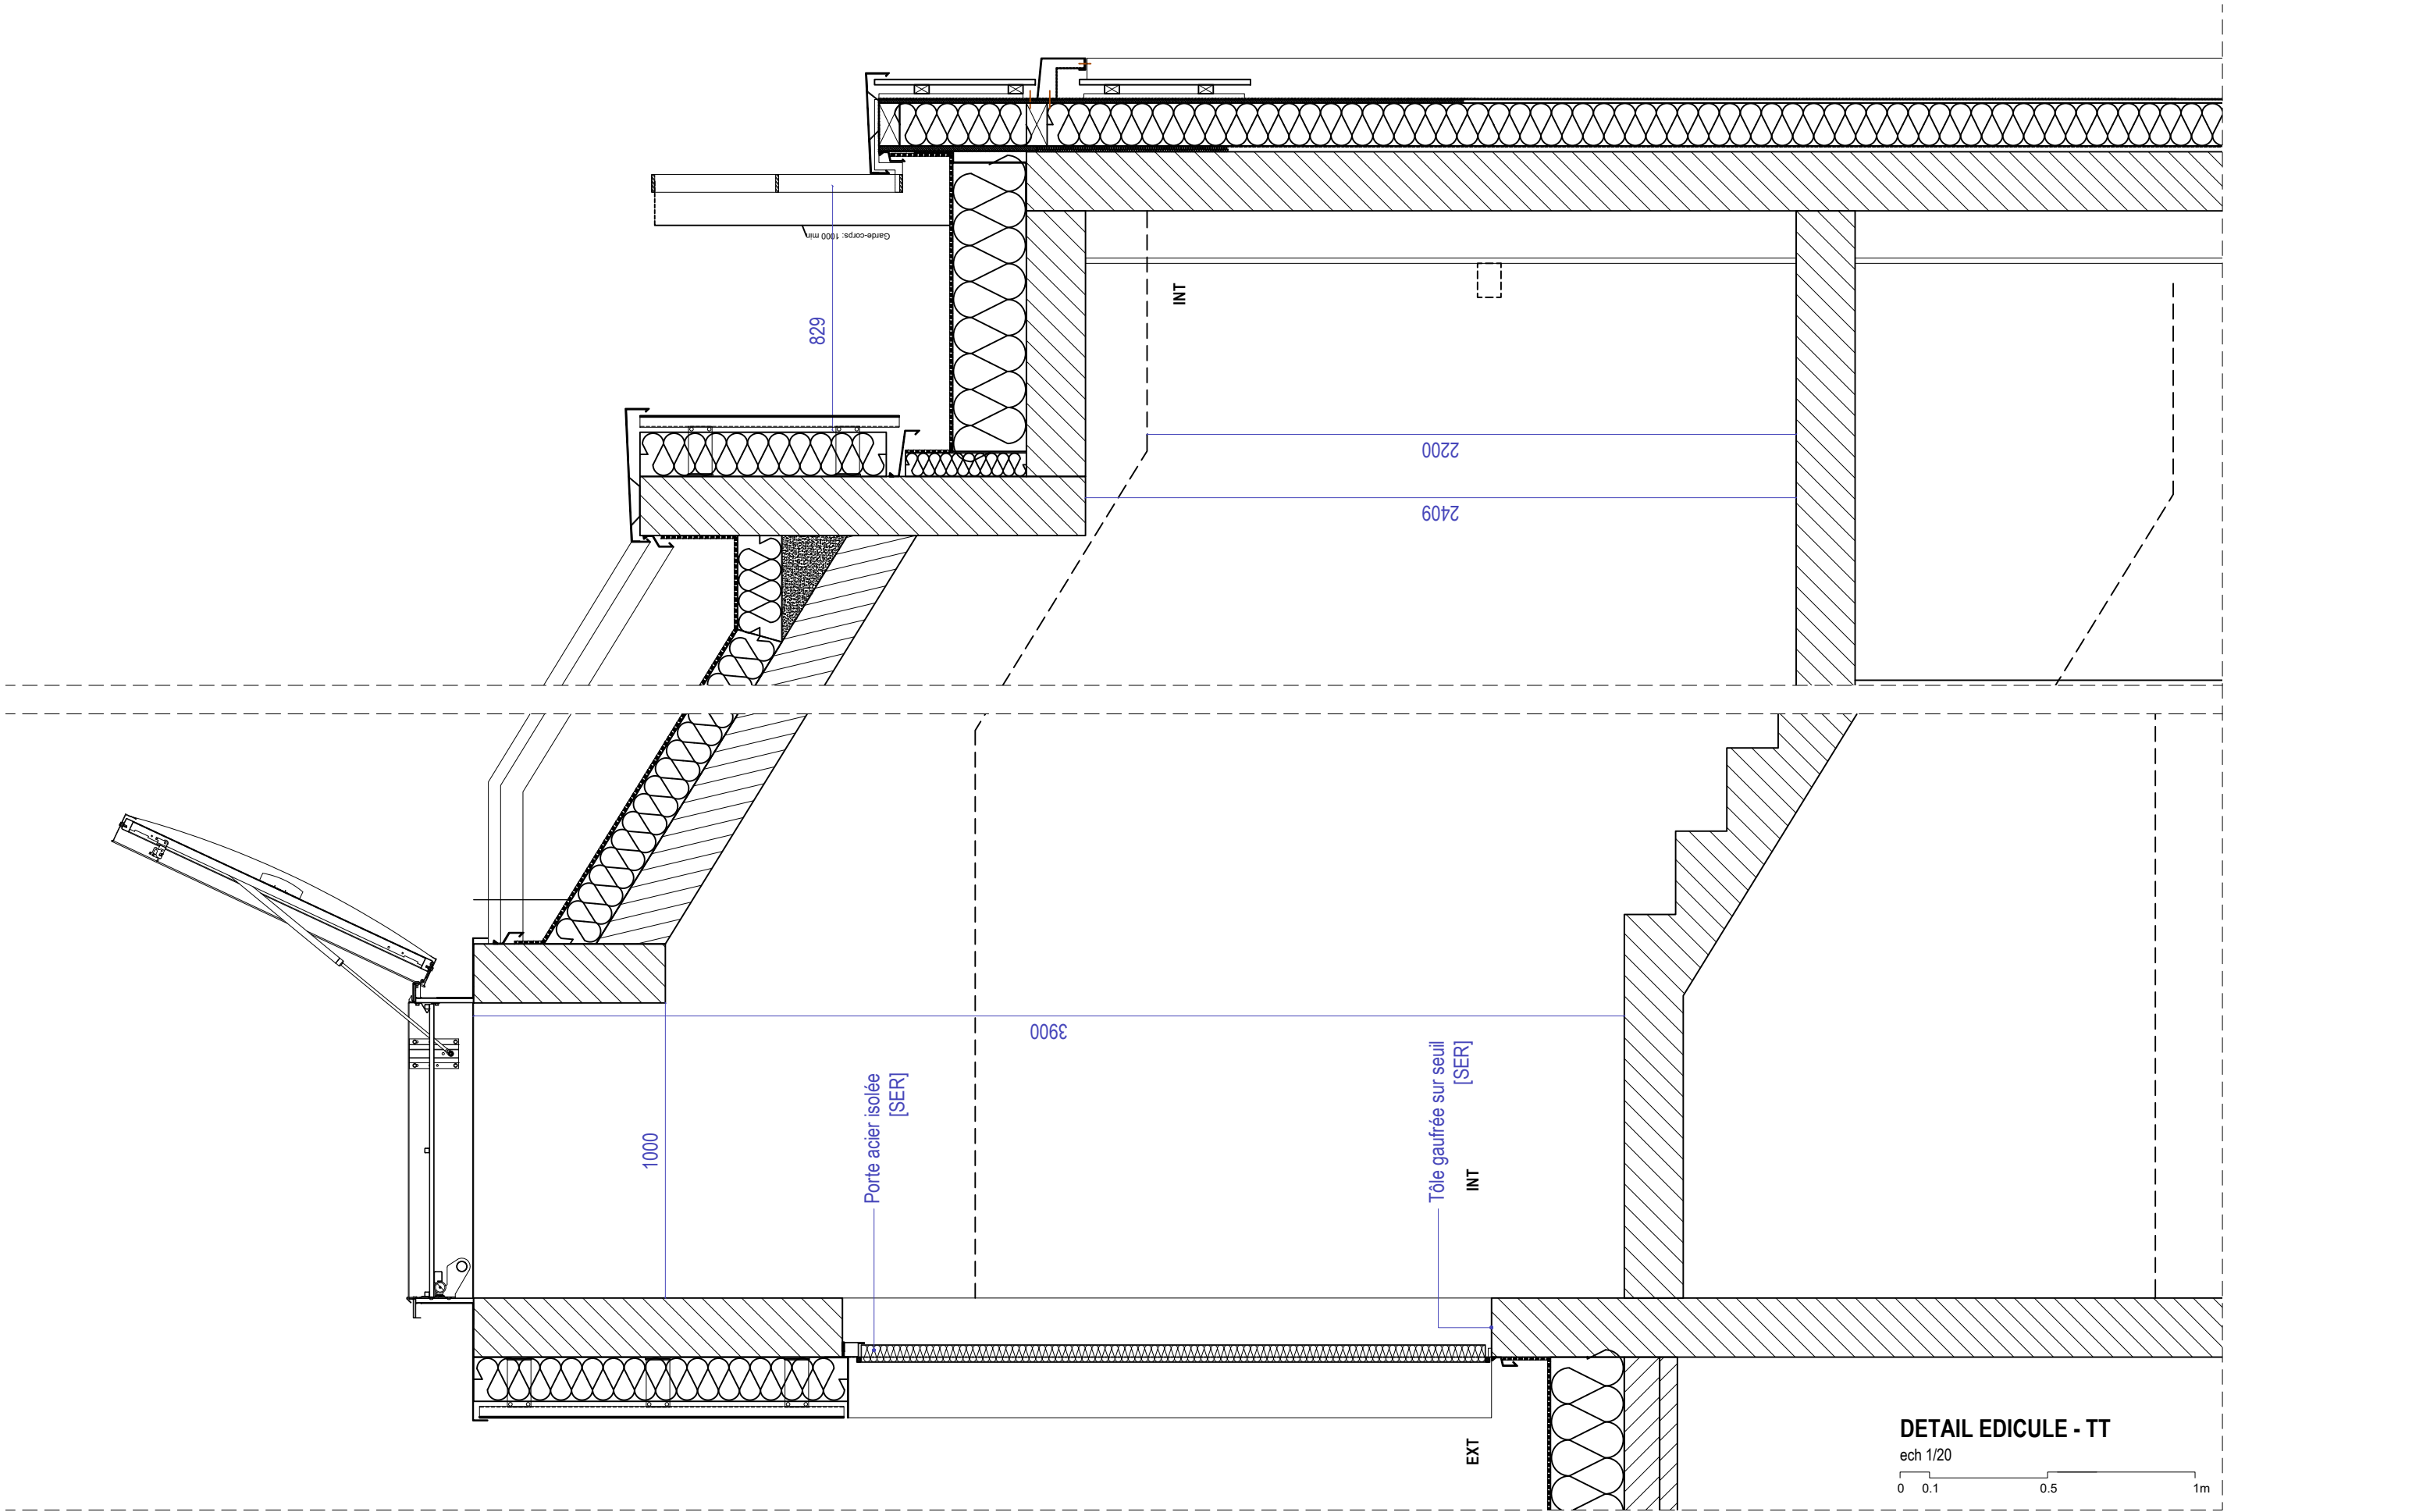 Garde-corps: 1000 min
829
INT
2200
2409
3900
1000
Porte acier isolée
[SER]
Tôle gaufrée sur seuil
[SER]
INT
EXT
DETAIL EDICULE - TT
ech 1/20
0 0.1 0.5 1m